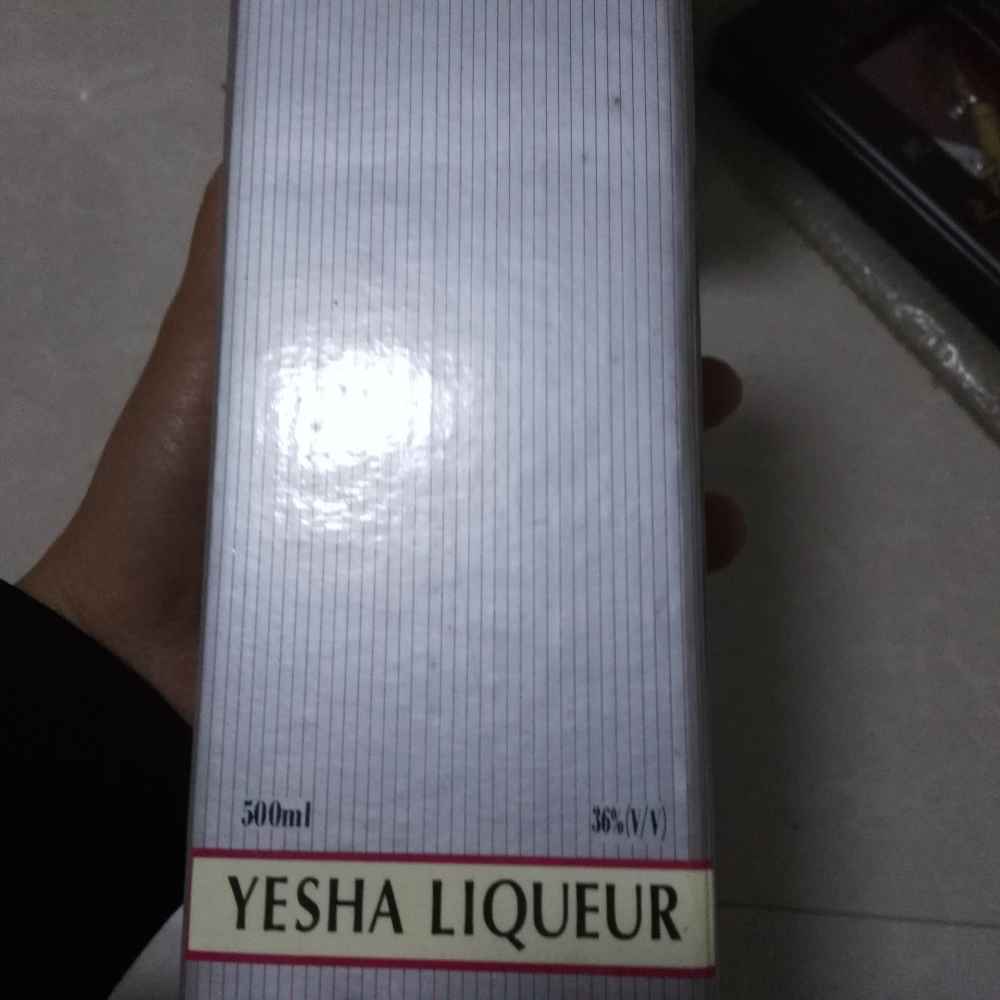 500ml 36%(V/V)
YESHA LIQUEUR